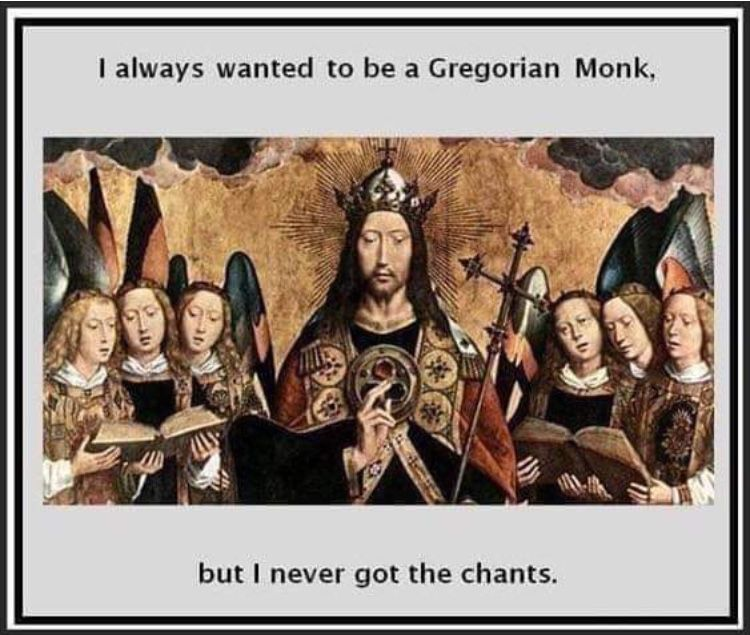 I always wanted to be a Gregorian Monk,
but I never got the chants.